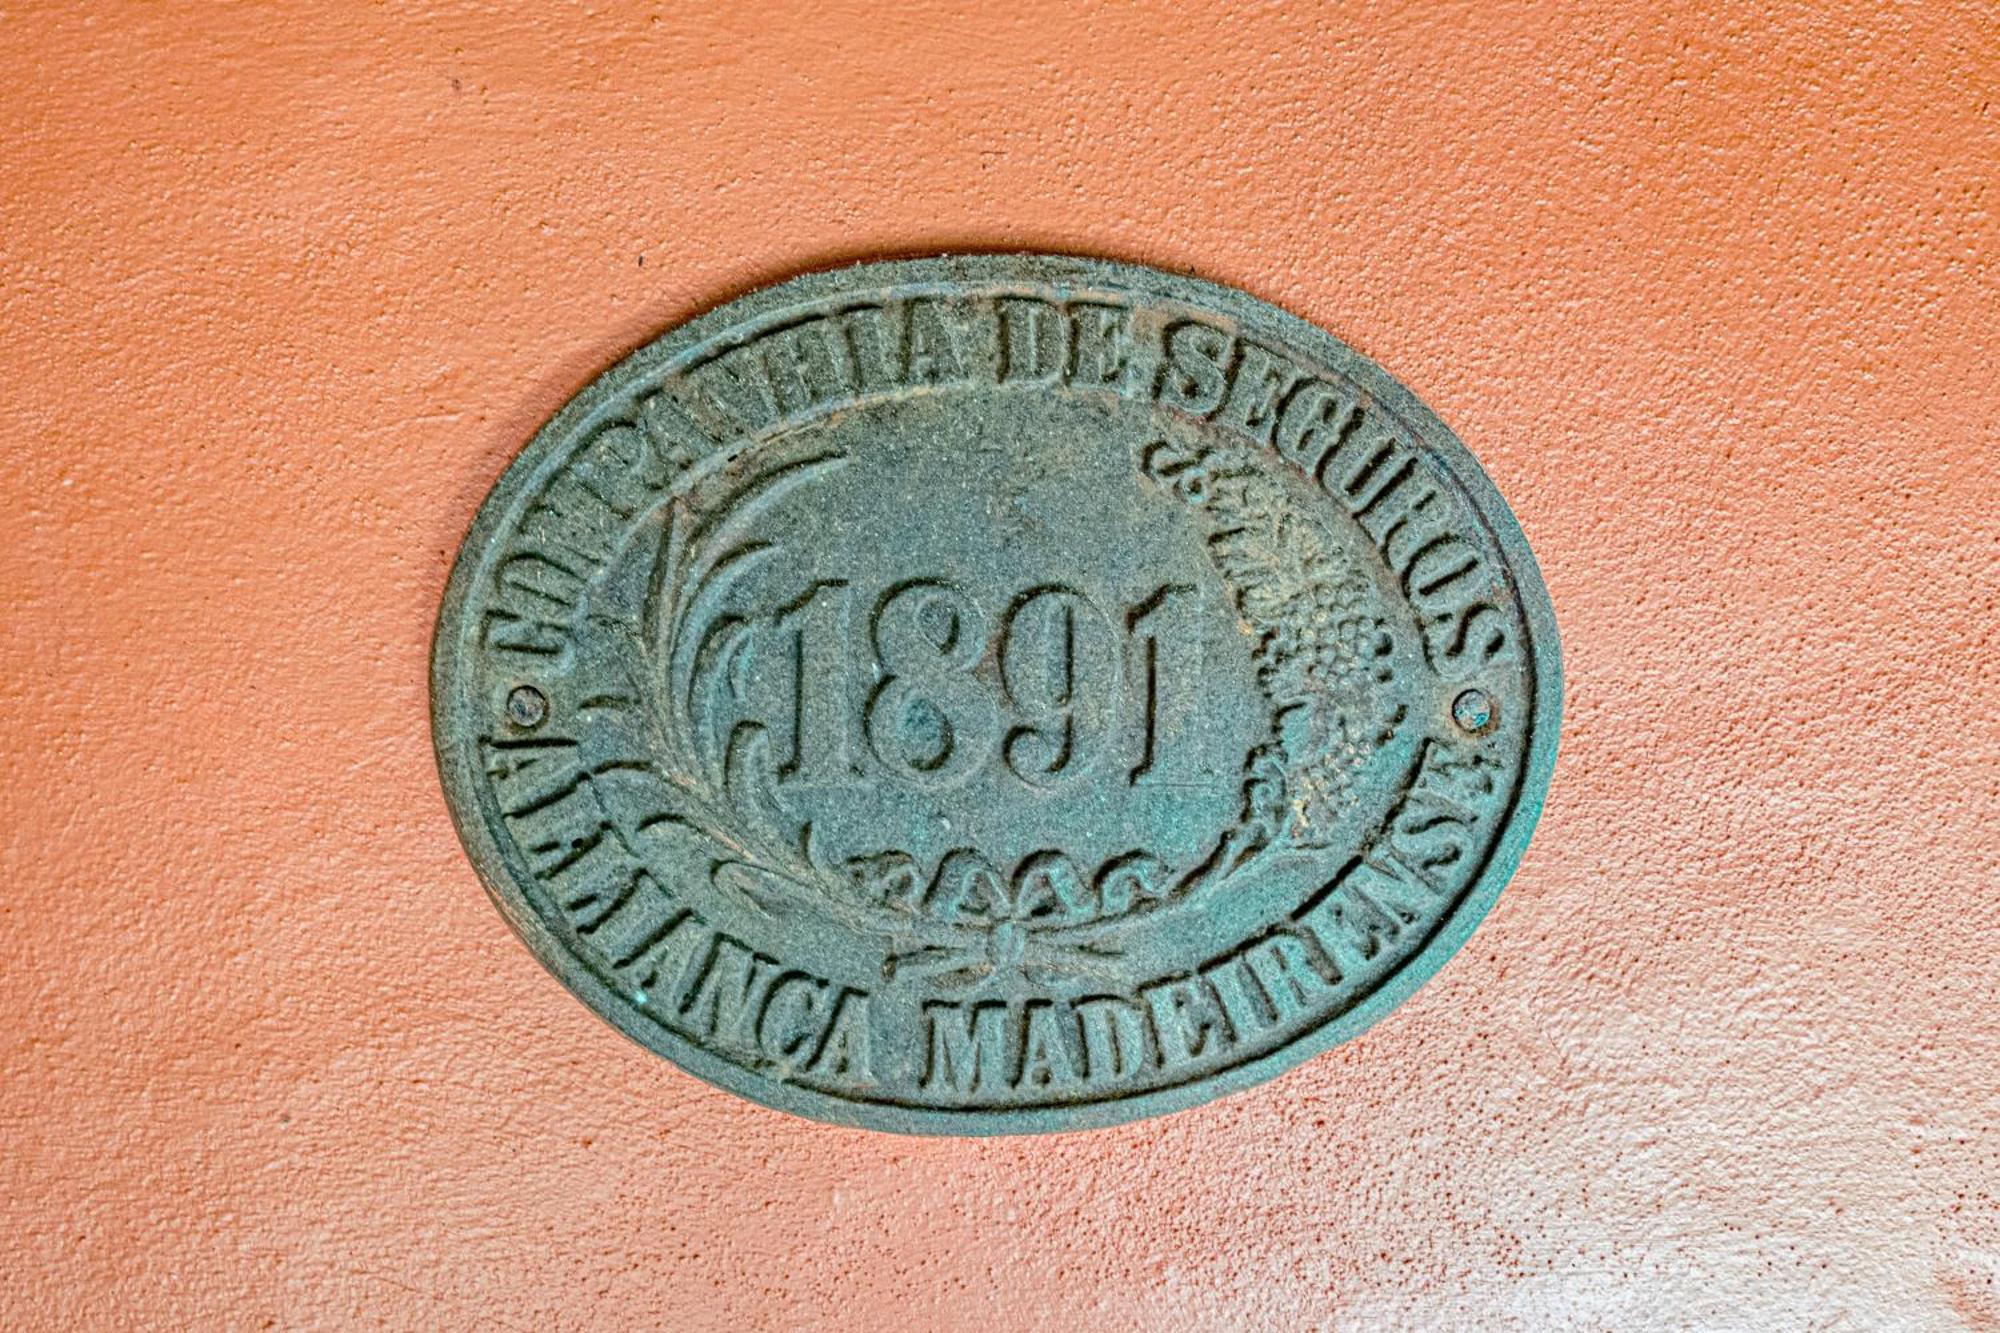 COMPANHIA DE SEGUROS
1891
ALLIANÇA MADEIRENSE